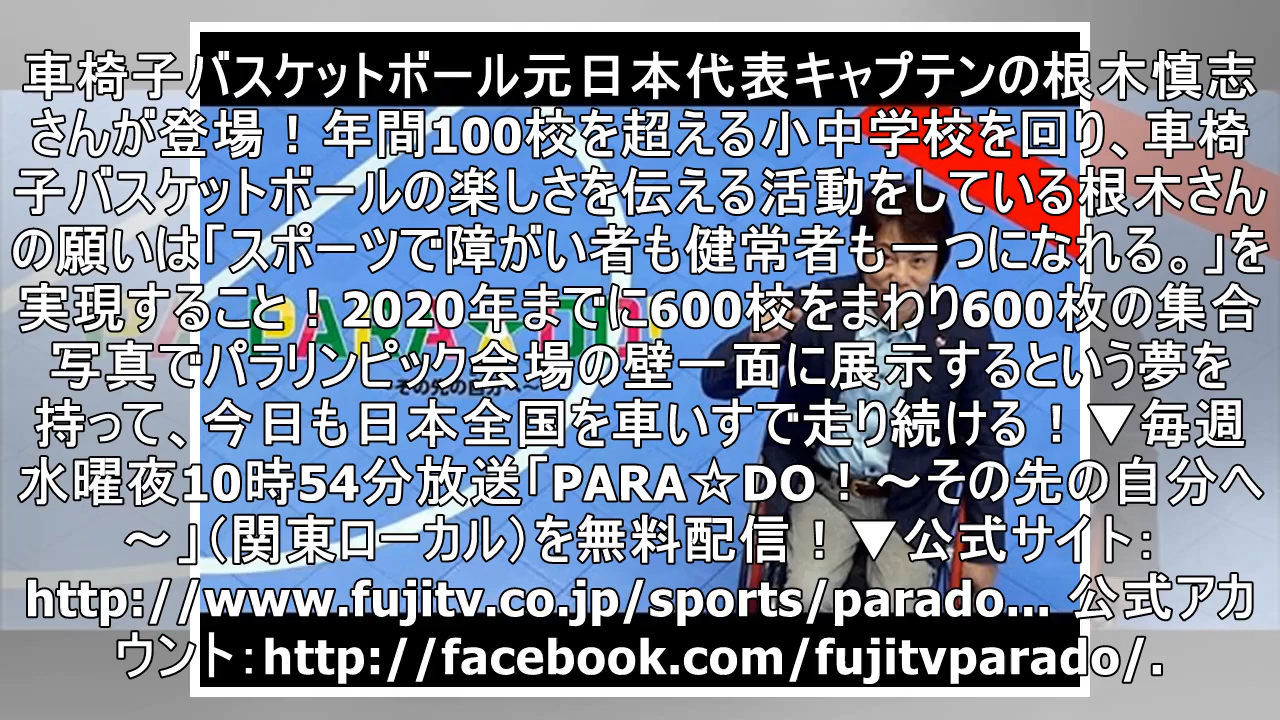 車椅子バスケットボール元日本代表キャプテンの根木慎志
さんが登場！年間100校を超える小中学校を回り、車椅
子バスケットボールの楽しさを伝える活動をしている根木さん
の願いは「スポーツで障がい者も健常者も一つになれる。」を
実現すること！2020年までに600校をまわり600枚の集合
写真でパラリンピック会場の壁一面に展示するという夢を
持って、今日も日本全国を車いすで走り続ける！▼毎週
水曜夜10時54分放送「PARA☆DO！～その先の自分へ
～」（関東ローカル）を無料配信！▼公式サイト：
http://www.fujitv.co.jp/sports/parado... 公式アカ
ウント：http://facebook.com/fujitvparado/.
PARA☆DO!
～その先の自分へ～